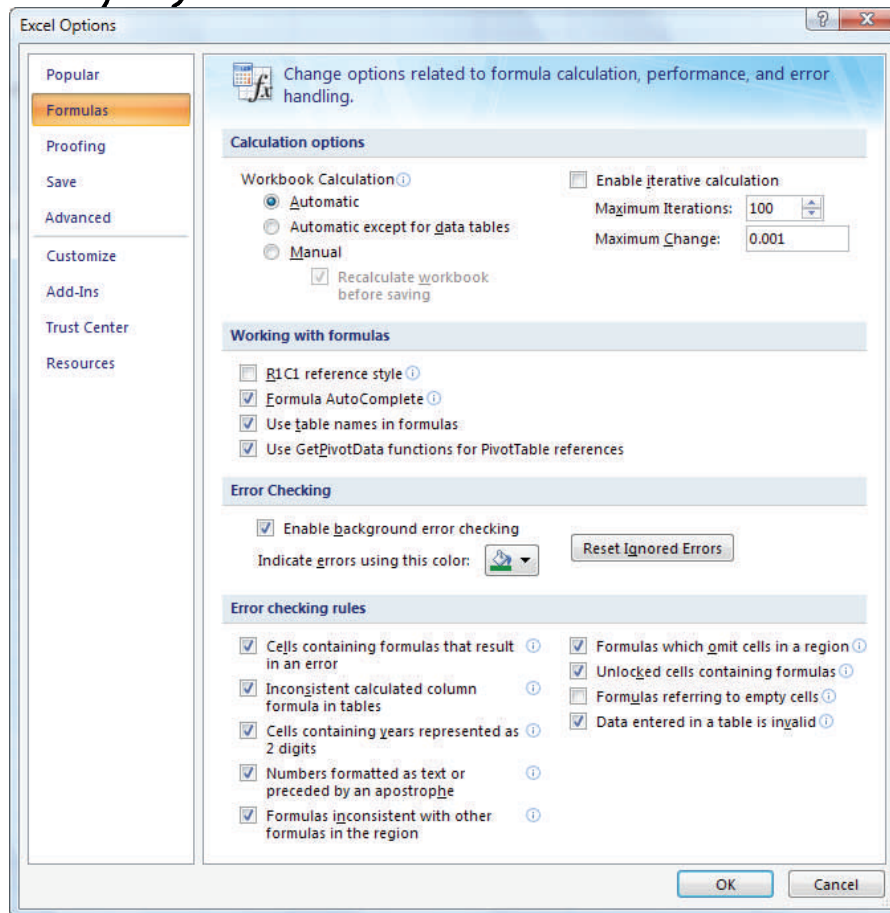 Excel Options
Popular
Formulas
Proofing
Save
Advanced
Customize
Add-Ins
Trust Center
Resources
Change options related to formula calculation, performance, and error
handling.
Calculation options
Workbook Calculation
Automatic
Automatic except for data tables
Manual
Recalculate workbook
before saving
Enable iterative calculation
Maximum Iterations: 100
Maximum Change: 0.001
Working with formulas
R1C1 reference style
Formula AutoComplete
Use table names in formulas
Use GetPivotData functions for PivotTable references
Error Checking
Enable background error checking
Indicate errors using this color:
Reset Ignored Errors
Error checking rules
Cells containing formulas that result
in an error
Inconsistent calculated column
formula in tables
Cells containing years represented as
2 digits
Numbers formatted as text or
preceded by an apostrophe
Formulas inconsistent with other
formulas in the region
Formulas which omit cells in a region
Unlocked cells containing formulas
Formulas referring to empty cells
Data entered in a table is invalid
OK
Cancel